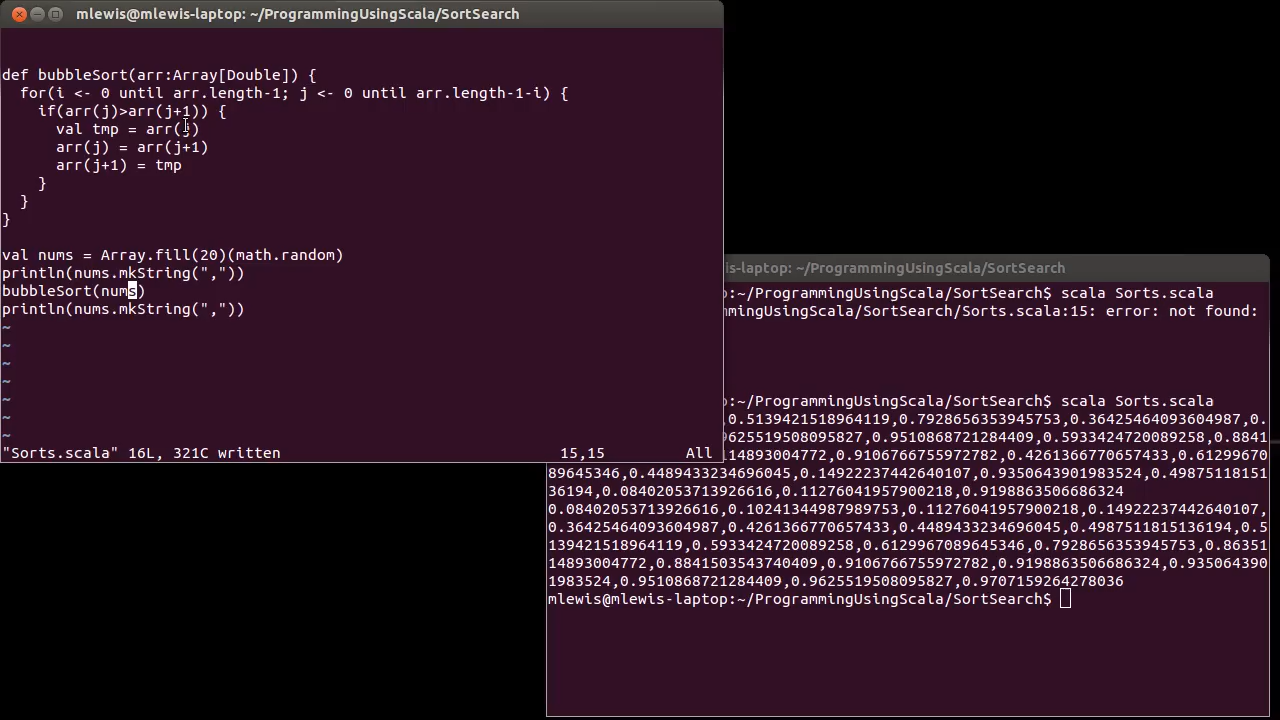 mlewis@mlewis-laptop: ~/ProgrammingUsingScala/SortSearch
def bubbleSort(arr:Array[Double]) {
  for(i <- 0 until arr.length-1; j <- 0 until arr.length-1-i) {
    if(arr(j)>arr(j+1)) {
      val tmp = arr(j)
      arr(j) = arr(j+1)
      arr(j+1) = tmp
    }
  }
}
val nums = Array.fill(20)(math.random)
println(nums.mkString(","))
bubbleSort(nums)
println(nums.mkString(","))
~
~
~
~
~
~
~
"Sorts.scala" 16L, 321C written 15,15 All
is-laptop: ~/ProgrammingUsingScala/SortSearch
p:~/ProgrammingUsingScala/SortSearch$ scala Sorts.scala
mmingUsingScala/SortSearch/Sorts.scala:15: error: not found:
p:~/ProgrammingUsingScala/SortSearch$ scala Sorts.scala
,0.5139421518964119,0.7928656353945753,0.36425464093604987,0.
9625519508095827,0.9510868721284409,0.5933424720089258,0.8841
114893004772,0.9106766755972782,0.4261366770657433,0.61299670
89645346,0.4489433234696045,0.14922237442640107,0.9350643901983524,0.49875118151
36194,0.08402053713926616,0.11276041957900218,0.9198863506686324
0.08402053713926616,0.10241344987989753,0.11276041957900218,0.14922237442640107,
0.36425464093604987,0.4261366770657433,0.4489433234696045,0.4987511815136194,0.5
139421518964119,0.5933424720089258,0.6129967089645346,0.7928656353945753,0.86351
14893004772,0.8841503543740409,0.9106766755972782,0.9198863506686324,0.935064390
1983524,0.9510868721284409,0.9625519508095827,0.9707159264278036
mlewis@mlewis-laptop:~/ProgrammingUsingScala/SortSearch$